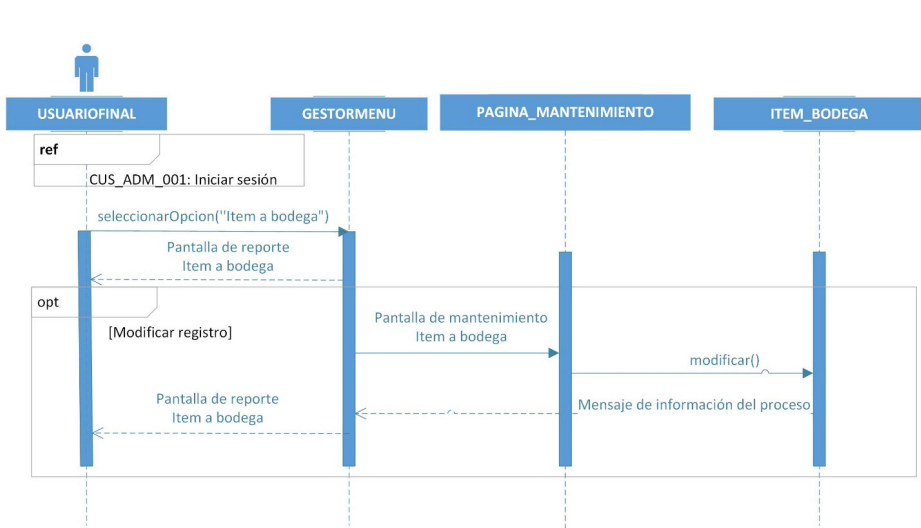 USUARIOFINAL
GESTORMENU
PAGINA_MANTENIMIENTO
ITEM_BODEGA
ref
CUS_ADM_001: Iniciar sesión
seleccionarOpcion("Item a bodega")
Pantalla de reporte
Item a bodega
opt
[Modificar registro]
Pantalla de mantenimiento
Item a bodega
modificar()
Mensaje de información del proceso
Pantalla de reporte
Item a bodega